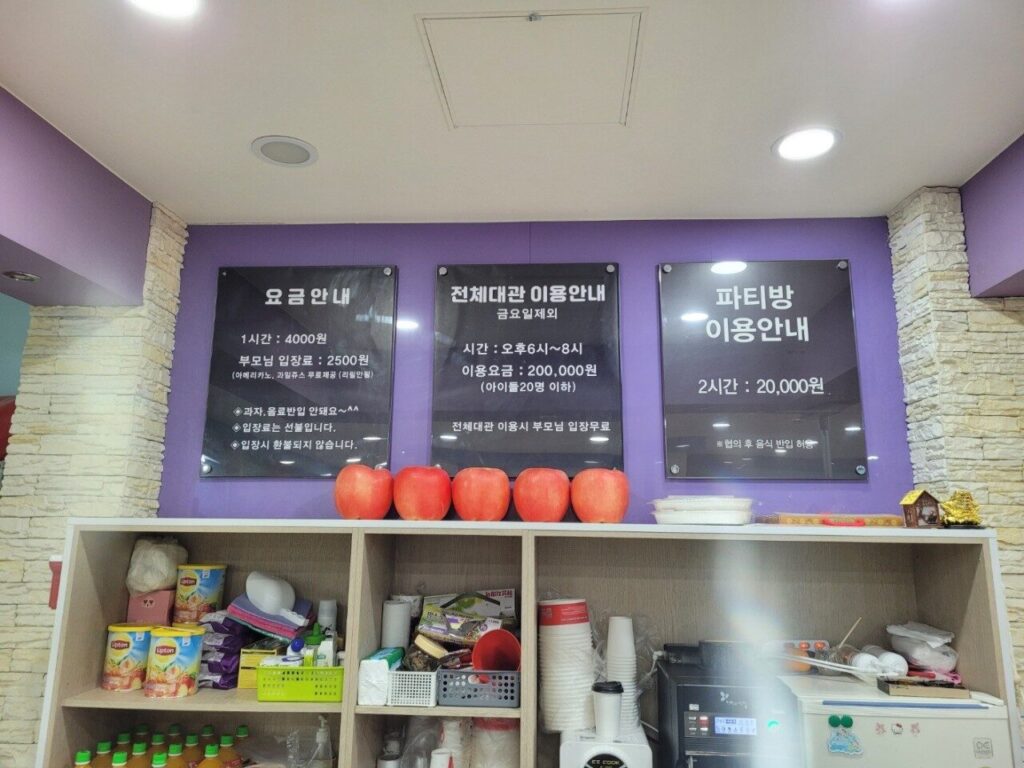 요금안내
1시간 : 4000원
부모님 입장료 : 2500원
(아메리카노, 과일쥬스 무료제공 (리필안됨)
◈과자,음료반입 안돼요~^^
◈입장료는 선불입니다.
◈입장시 환불되지 않습니다.
전체대관 이용안내
금요일제외
시간 : 오후6시~8시
이용요금 : 200,000원
(아이들20명 이하)
전체대관 이용시 부모님 입장무료
파티방
이용안내
2시간 : 20,000원
※협의 후 음식 반입 허용
Lipton
Lipton
Lipton